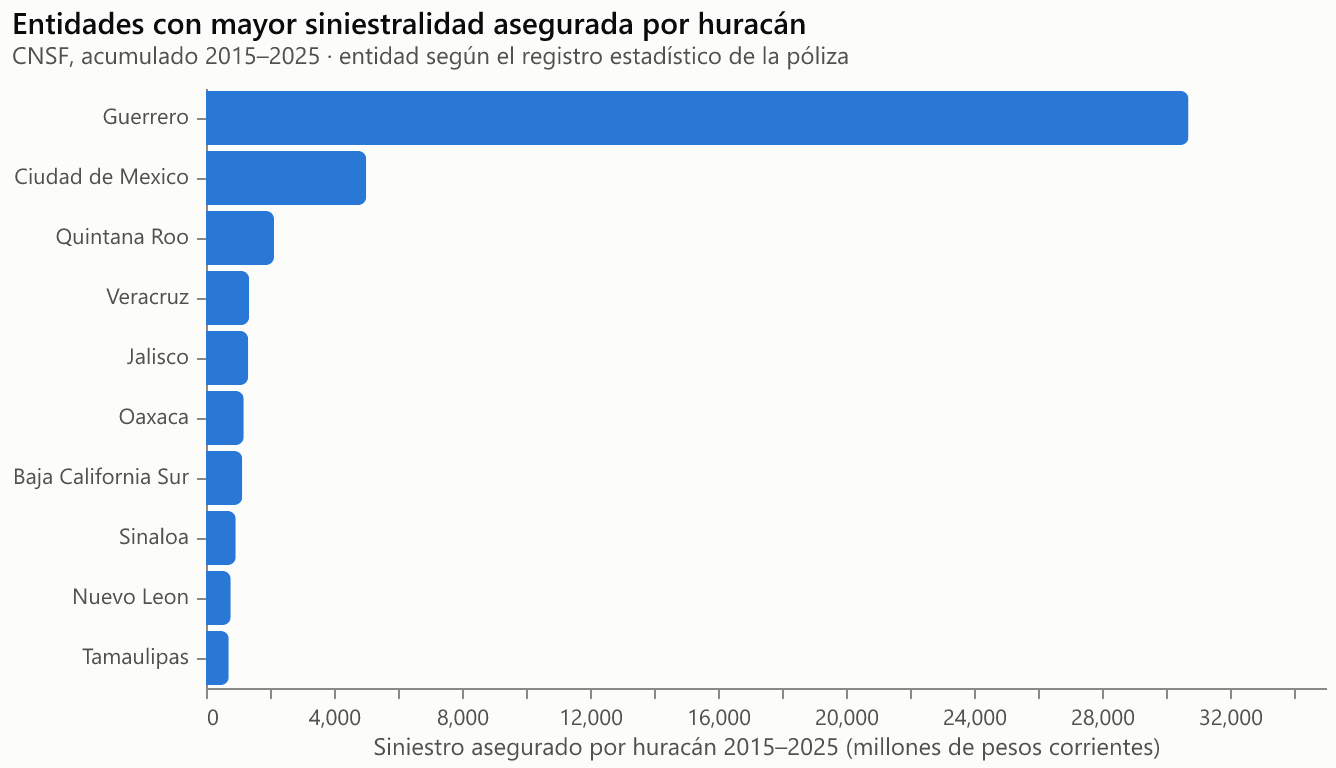 Entidades con mayor siniestralidad asegurada por huracán
CNSF, acumulado 2015–2025 · entidad según el registro estadístico de la póliza
Guerrero
Ciudad de Mexico
Quintana Roo
Veracruz
Jalisco
Oaxaca
Baja California Sur
Sinaloa
Nuevo Leon
Tamaulipas
0 4,000 8,000 12,000 16,000 20,000 24,000 28,000 32,000
Siniestro asegurado por huracán 2015–2025 (millones de pesos corrientes)